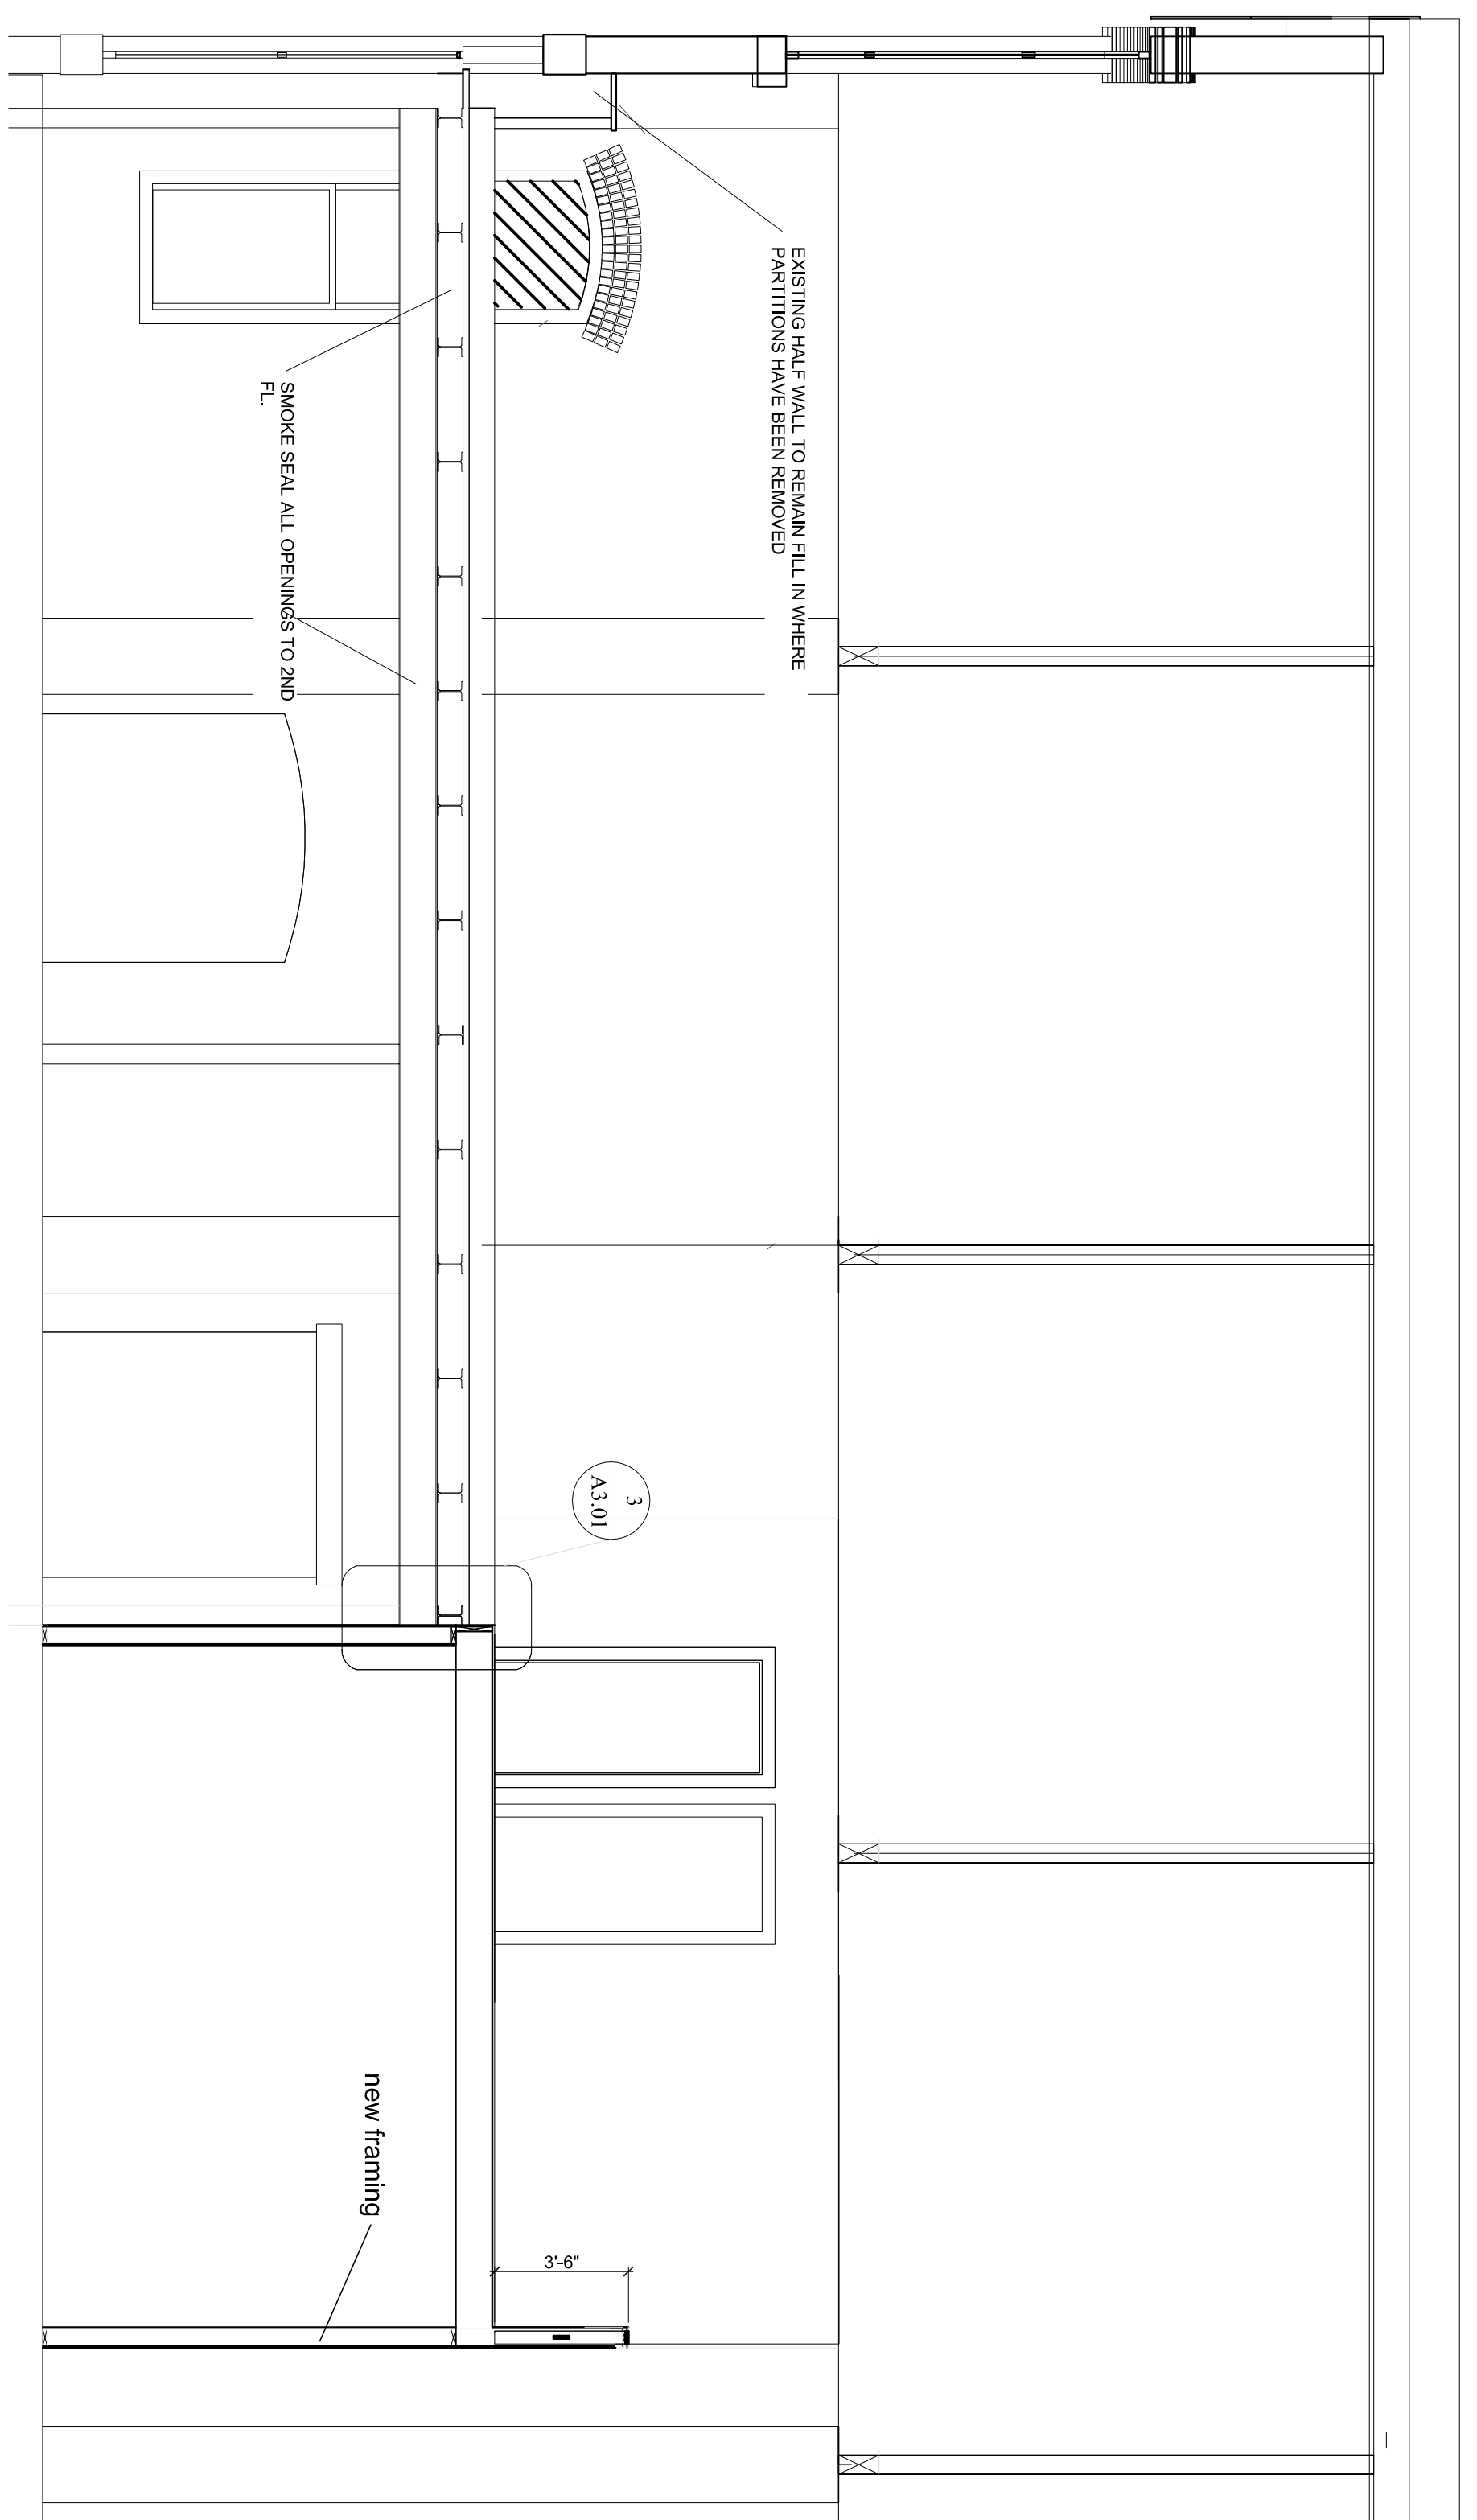 EXISTING HALF WALL TO REMAIN FILL IN WHERE
PARTITIONS HAVE BEEN REMOVED
SMOKE SEAL ALL OPENINGS TO 2ND
FL.
3
A3.01
new framing
3'-6"